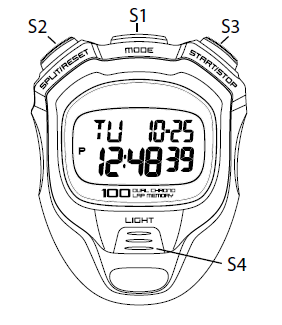 S1
S2
S3
MODE
SPLIT/RESET
START/STOP
TU 10-25
P 12:48 39
100 DUAL CHRONO
LAP MEMORY
LIGHT
S4